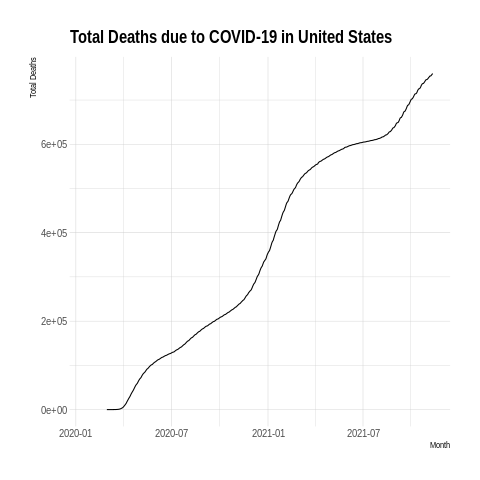 Total Deaths due to COVID-19 in United States
Total Deaths
6e+05
4e+05
2e+05
0e+00
2020-01
2020-07
2021-01
2021-07
Month